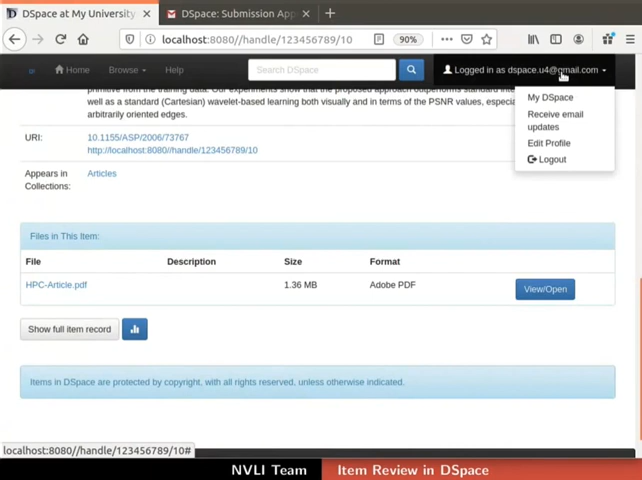 DSpace at My University
DSpace: Submission App
localhost:8080//handle/123456789/10
90%
Home
Browse
Help
Search DSpace
Logged in as dspace.u4@gmail.com
My DSpace
Receive email
updates
Edit Profile
Logout
well as a standard (Cartesian) wavelet-based learning both visually and in terms of the PSNR values, especia
arbitrarily oriented edges.
URI:
10.1155/ASP/2006/73767
http://localhost:8080//handle/123456789/10
Appears in
Collections:
Articles
Files in This Item:
File Description Size Format
HPC-Article.pdf 1.36 MB Adobe PDF View/Open
Show full item record
Items in DSpace are protected by copyright, with all rights reserved, unless otherwise indicated.
localhost:8080//handle/123456789/10#
NVLI Team Item Review in DSpace